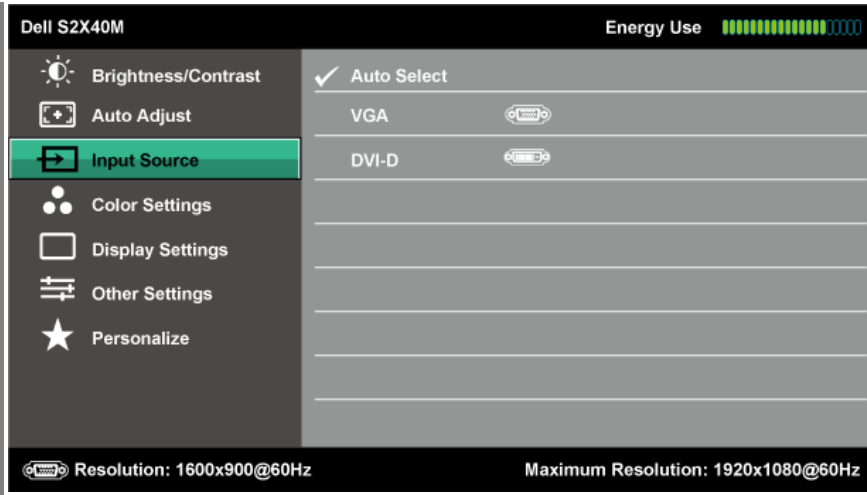 Dell S2X40M Energy Use
Brightness/Contrast
Auto Select
Auto Adjust
VGA
Input Source
DVI-D
Color Settings
Display Settings
Other Settings
Personalize
Resolution: 1600x900@60Hz Maximum Resolution: 1920x1080@60Hz